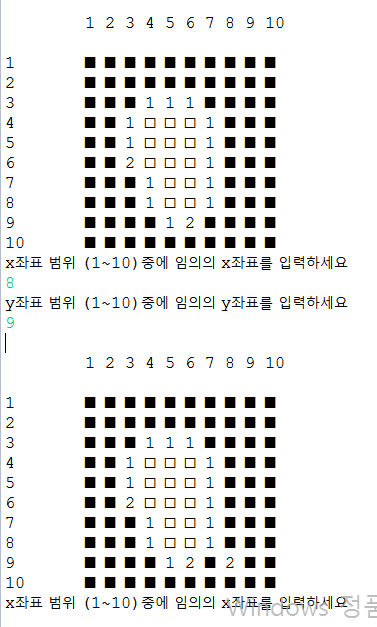 1 2 3 4 5 6 7 8 9 10
1 ■ ■ ■ ■ ■ ■ ■ ■ ■ ■
2 ■ ■ ■ ■ ■ ■ ■ ■ ■ ■
3 ■ ■ ■ 1 1 1 ■ ■ ■ ■
4 ■ ■ 1 □ □ □ 1 ■ ■ ■
5 ■ ■ 1 □ □ □ 1 ■ ■ ■
6 ■ ■ 2 □ □ □ 1 ■ ■ ■
7 ■ ■ ■ 1 □ □ 1 ■ ■ ■
8 ■ ■ ■ 1 □ □ 1 ■ ■ ■
9 ■ ■ ■ ■ 1 2 ■ ■ ■ ■
10 ■ ■ ■ ■ ■ ■ ■ ■ ■ ■
x좌표 범위 (1~10)중에 임의의 x좌표를 입력하세요
8
y좌표 범위 (1~10)중에 임의의 y좌표를 입력하세요
9
1 2 3 4 5 6 7 8 9 10
1 ■ ■ ■ ■ ■ ■ ■ ■ ■ ■
2 ■ ■ ■ ■ ■ ■ ■ ■ ■ ■
3 ■ ■ ■ 1 1 1 ■ ■ ■ ■
4 ■ ■ 1 □ □ □ 1 ■ ■ ■
5 ■ ■ 1 □ □ □ 1 ■ ■ ■
6 ■ ■ 2 □ □ □ 1 ■ ■ ■
7 ■ ■ ■ 1 □ □ 1 ■ ■ ■
8 ■ ■ ■ 1 □ □ 1 ■ ■ ■
9 ■ ■ ■ ■ 1 2 ■ 2 ■ ■
10 ■ ■ ■ ■ ■ ■ ■ ■ ■ ■
x좌표 범위 (1~10)중에 임의의 x좌표를 입력하세요
Windows 정품